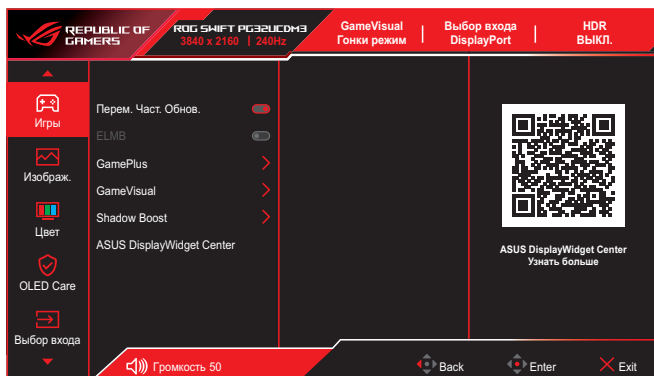 REPUBLIC OF
GAMERS
ROG SWIFT PG32UCDM3
3840 x 2160 | 240Hz
GameVisual
Гонки режим
Выбор входа
DisplayPort
HDR
ВЫКЛ.
Игры
Изображ.
Цвет
OLED Care
Выбор входа
Перем. Част. Обнов.
ELMB
GamePlus
GameVisual
Shadow Boost
ASUS DisplayWidget Center
ASUS DisplayWidget Center
Узнать больше
Громкость 50
Back
Enter
Exit